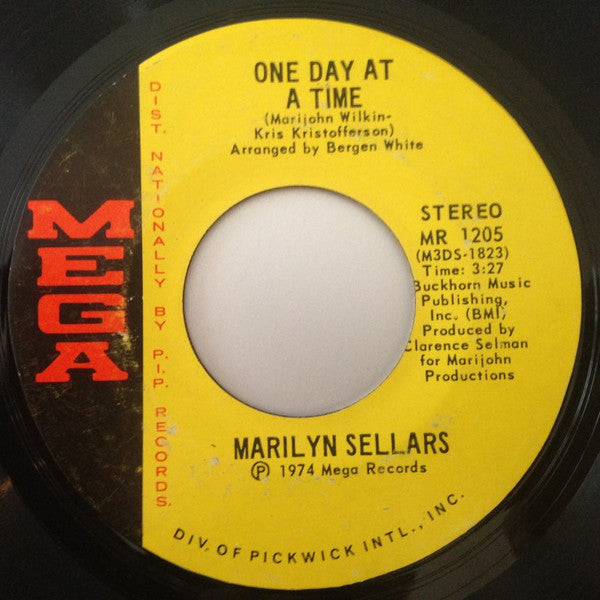 ONE DAY AT
A TIME
(Marijohn Wilkin-
Kris Kristofferson)
Arranged by Bergen White
MEGA
DIST. NATIONALLY BY P.I.P. RECORDS.
STEREO
MR 1205
(M3DS-1823)
Time: 3:27
Buckhorn Music
Publishing,
Inc. (BMI)
Produced by
Clarence Selman
for Marijohn
Productions
MARILYN SELLARS
Ⓟ 1974 Mega Records
DIV. OF PICKWICK INTL., INC.